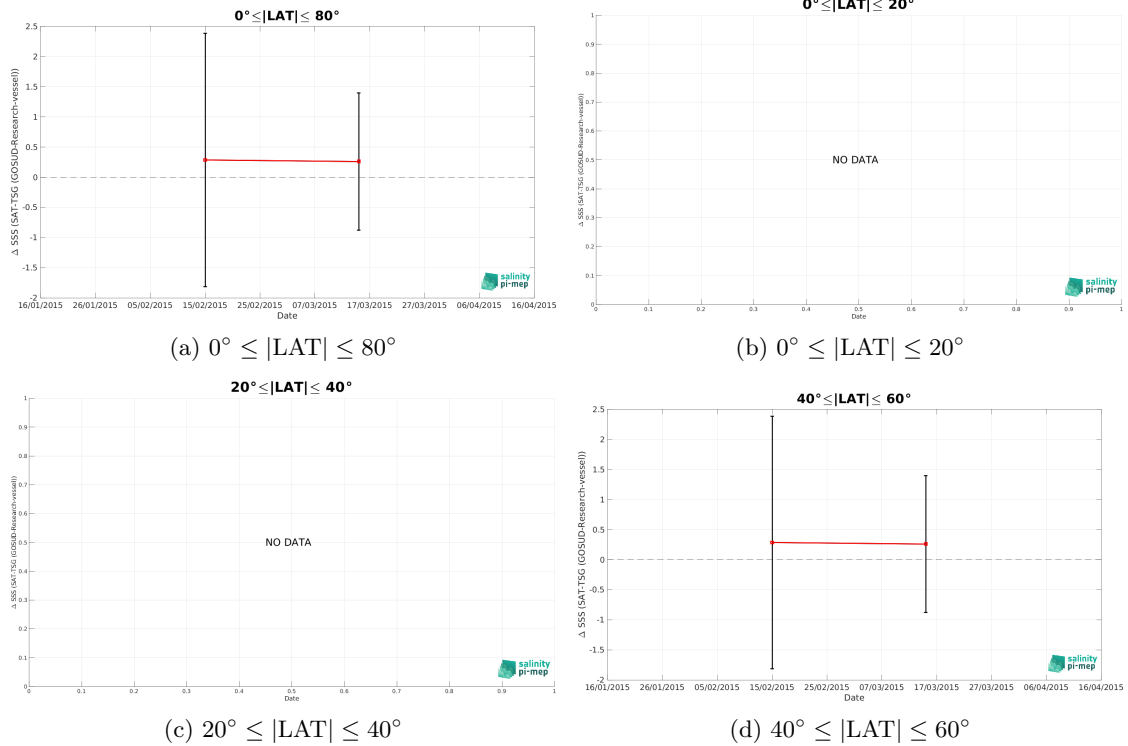 0°≤|LAT|≤ 80°
2.5
2
1.5
1
0.5
0
-0.5
-1
-1.5
-2
Δ SSS (SAT-TSG (GOSUD-Research-vessel))
16/01/2015 26/01/2015 05/02/2015 15/02/2015 25/02/2015 07/03/2015 17/03/2015 27/03/2015 06/04/2015 16/04/2015
Date
salinity
pi-mep
(a) 0° ≤ |LAT| ≤ 80°
0°≤|LAT|≤ 20°
1
0.9
0.8
0.7
0.6
0.5
0.4
0.3
0.2
0.1
0
Δ SSS (SAT-TSG (GOSUD-Research-vessel))
NO DATA
0 0.1 0.2 0.3 0.4 0.5 0.6 0.7 0.8 0.9 1
Date
salinity
pi-mep
(b) 0° ≤ |LAT| ≤ 20°
20°≤|LAT|≤ 40°
1
0.9
0.8
0.7
0.6
0.5
0.4
0.3
0.2
0.1
0
Δ SSS (SAT-TSG (GOSUD-Research-vessel))
NO DATA
0 0.1 0.2 0.3 0.4 0.5 0.6 0.7 0.8 0.9 1
Date
salinity
pi-mep
(c) 20° ≤ |LAT| ≤ 40°
40°≤|LAT|≤ 60°
2.5
2
1.5
1
0.5
0
-0.5
-1
-1.5
-2
Δ SSS (SAT-TSG (GOSUD-Research-vessel))
16/01/2015 26/01/2015 05/02/2015 15/02/2015 25/02/2015 07/03/2015 17/03/2015 27/03/2015 06/04/2015 16/04/2015
Date
salinity
pi-mep
(d) 40° ≤ |LAT| ≤ 60°